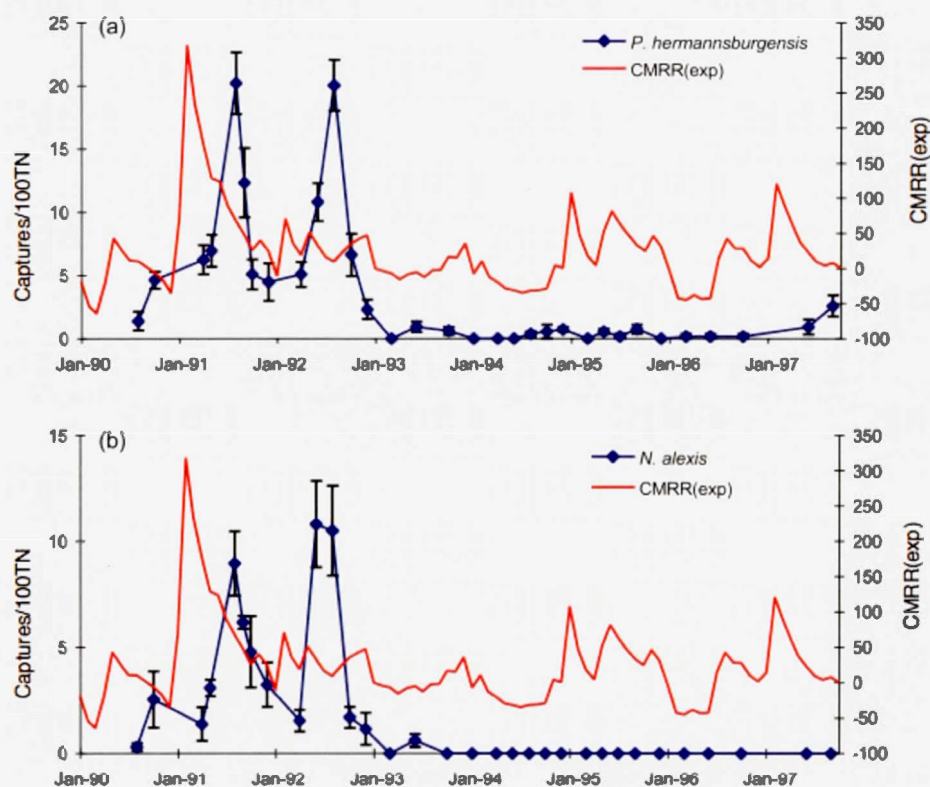 (a)
25
20
15
10
5
0
Captures/100TN
350
300
250
200
150
100
50
0
-50
-100
CMRR(exp)
P. hermannsburgensis
CMRR(exp)
Jan-90 Jan-91 Jan-92 Jan-93 Jan-94 Jan-95 Jan-96 Jan-97
(b)
15
10
5
0
Captures/100TN
350
300
250
200
150
100
50
0
-50
-100
CMRR(exp)
N. alexis
CMRR(exp)
Jan-90 Jan-91 Jan-92 Jan-93 Jan-94 Jan-95 Jan-96 Jan-97